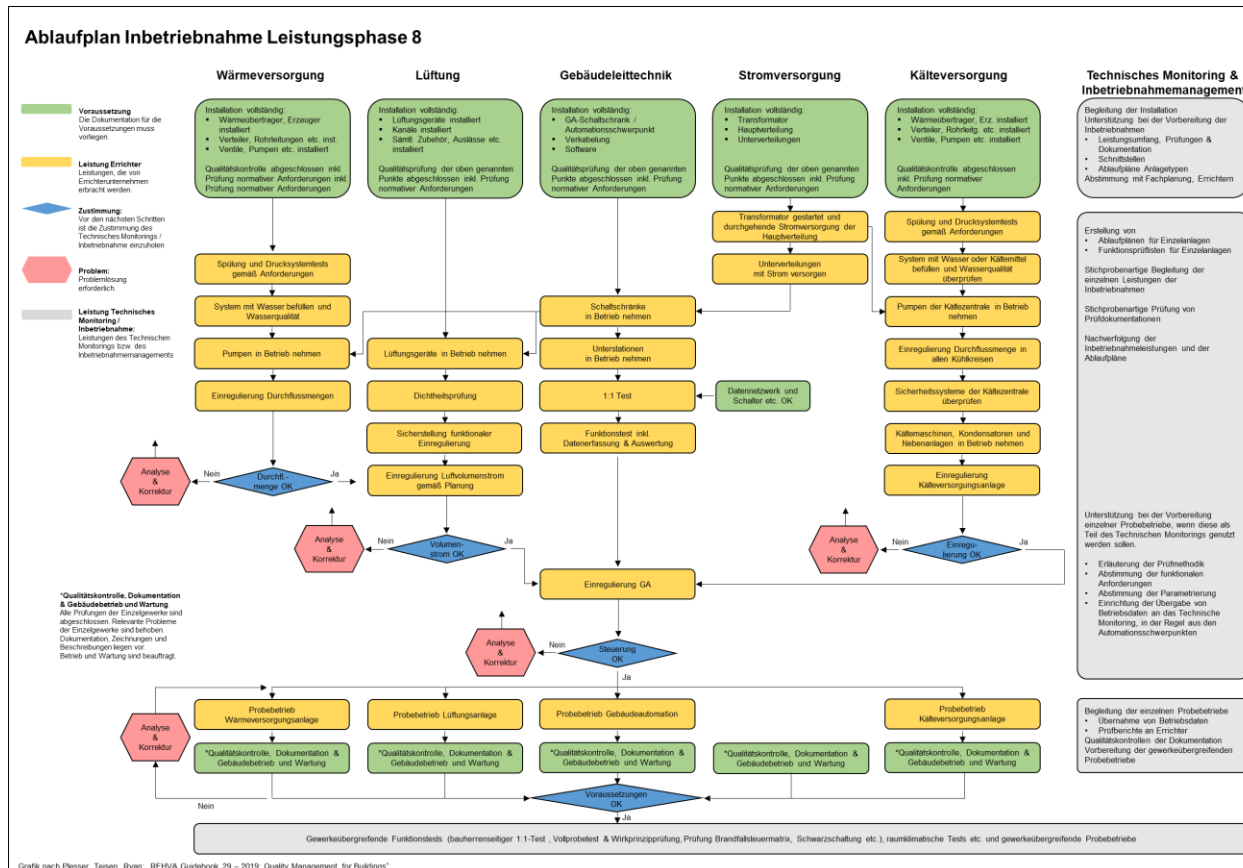 Ablaufplan Inbetriebnahme Leistungsphase 8
Wärmeversorgung
Lüftung
Gebäudeleittechnik
Stromversorgung
Kälteversorgung
Technisches Monitoring &
Inbetriebnahmemanagement
Voraussetzung
Die Dokumentation für die
Voraussetzungen muss
vorliegen.
Leistung Errichter
Leistungen, die von
Errichterunternehmen
erbracht werden.
Zustimmung:
Vor den nächsten Schritten
ist die Zustimmung des
Technisches Monitorings /
Inbetriebnahme einzuholen
Problem:
Problemlösung
erforderlich.
Leistung Technisches
Monitoring /
Inbetriebnahme:
Leistungen des Technischen
Monitorings bzw. des
Inbetriebnahmemanagements
Installation vollständig:
Wärmeübertrager, Erzeuger
installiert
Verteiler, Rohrleitungen etc. inst.
Ventile, Pumpen etc. installiert
Qualitätskontrolle abgeschlossen inkl.
Prüfung normativer Anforderungen inkl.
Prüfung normativer Anforderungen
Spülung und Drucksystemtests
gemäß Anforderungen
System mit Wasser befüllen und
Wasserqualität
Pumpen in Betrieb nehmen
Einregulierung Durchflussmengen
Durchfl.-
menge OK
Nein
Ja
Analyse
&
Korrektur
Installation vollständig:
Lüftungsgeräte installiert
Kanäle installiert
Sämtl. Zubehör, Auslässe etc.
installiert
Qualitätsprüfung der oben genannten
Punkte abgeschlossen inkl. Prüfung
normativer Anforderungen
Lüftungsgeräte in Betrieb nehmen
Dichtheitsprüfung
Sicherstellung funktionaler
Einregulierung
Einregulierung Luftvolumenstrom
gemäß Planung
Volumen-
strom OK
Nein
Ja
Analyse
&
Korrektur
Installation vollständig:
GA-Schaltschrank /
Automationsschwerpunkt
Verkabelung
Software
Qualitätsprüfung der oben genannten
Punkte abgeschlossen inkl. Prüfung
normativer Anforderungen
Schaltschränke
in Betrieb nehmen
Unterstationen
in Betrieb nehmen
1:1 Test
Funktionstest inkl.
Datenerfassung & Auswertung
Einregulierung GA
Steuerung
OK
Nein
Ja
Analyse
&
Korrektur
Installation vollständig:
Transformator
Hauptverteilung
Unterverteilungen
Qualitätsprüfung der oben genannten
Punkte abgeschlossen inkl. Prüfung
normativer Anforderungen
Transformator gestartet und
durchgehende Stromversorgung der
Hauptverteilung
Unterverteilungen
mit Strom versorgen
Datennetzwerk und
Schalter etc. OK
Installation vollständig:
Wärmeübertrager, Erz. installiert
Verteiler, Rohrleitg. etc. installiert
Ventile, Pumpen etc. installiert
Qualitätskontrolle abgeschlossen
inkl. Prüfung normativer
Anforderungen
Spülung und Drucksystemtests
gemäß Anforderungen
System mit Wasser oder Kältemittel
befüllen und Wasserqualität
überprüfen
Pumpen der Kältezentrale in Betrieb
nehmen
Einregulierung Durchflussmenge in
allen Kühlkreisen
Sicherheitssysteme der Kältezentrale
überprüfen
Kältemaschinen, Kondensatoren und
Nebenanlagen in Betrieb nehmen
Einregulierung
Kälteversorgungsanlage
Einregu-
lierung OK
Nein
Ja
Analyse
&
Korrektur
Begleitung der Installation
Unterstützung bei der Vorbereitung
der Inbetriebnahmen
Leistungsumfang, Prüfungen &
Dokumentation
Schnittstellen
Ablaufpläne Anlagetypen
Abstimmung mit Fachplanung, Errichtern
Erstellung von
Ablaufplänen für Einzelanlagen
Funktionsprüflisten für Einzelanlagen
Stichprobenartige Begleitung der
einzelnen Leistungen der
Inbetriebnahmen
Stichprobenartige Prüfung von
Prüfdokumentationen
Nachverfolgung der
Inbetriebnahmeleistungen und der
Ablaufpläne
Unterstützung bei der Vorbereitung
einzelner Probebetriebe, wenn diese als
Teil des Technischen Monitorings genutzt
werden sollen.
Erläuterung der Prüfmethodik
Abstimmung der funktionalen
Anforderungen
Abstimmung der Parametrierung
Einrichtung der Übergabe von
Betriebsdaten an das Technische
Monitoring, in der Regel aus den
Automationsschwerpunkten
*Qualitätskontrolle, Dokumentation
& Gebäudebetrieb und Wartung.
Alle Prüfungen der Einzelgewerke sind
abgeschlossen. Relevante Probleme
der Einzelgewerke sind behoben.
Dokumentation, Zeichnungen und
Beschreibungen liegen vor.
Betrieb und Wartung sind beauftragt.
Analyse
&
Korrektur
Nein
Probebetrieb
Wärmeversorgungsanlage
Probebetrieb Lüftungsanlage
Probebetrieb Gebäudeautomation
Probebetrieb
Kälteversorgungsanlage
*Qualitätskontrolle, Dokumentation &
Gebäudebetrieb und Wartung
*Qualitätskontrolle, Dokumentation &
Gebäudebetrieb und Wartung
*Qualitätskontrolle, Dokumentation &
Gebäudebetrieb und Wartung
*Qualitätskontrolle, Dokumentation &
Gebäudebetrieb und Wartung
*Qualitätskontrolle, Dokumentation &
Gebäudebetrieb und Wartung
Begleitung der einzelnen Probebetriebe
Übernahme von Betriebsdaten
Prüfberichte an Errichter
Qualitätskontrollen der Dokumentation
Vorbereitung der gewerkeübergreifenden
Probebetriebe
Voraussetzungen
OK
Ja
Gewerkeübergreifende Funktionstests (bauherrenseitiger 1:1-Test , Vollprobetest & Wirkprinzipprüfung, Prüfung Brandfallsteuermatrix, Schwarzschaltung etc.), raumklimatische Tests etc. und gewerkeübergreifende Probebetriebe
Grafik nach Plesser, Teisen, Ryan: „REHVA Guidebook 29 – 2019: Quality Management for Buildings“